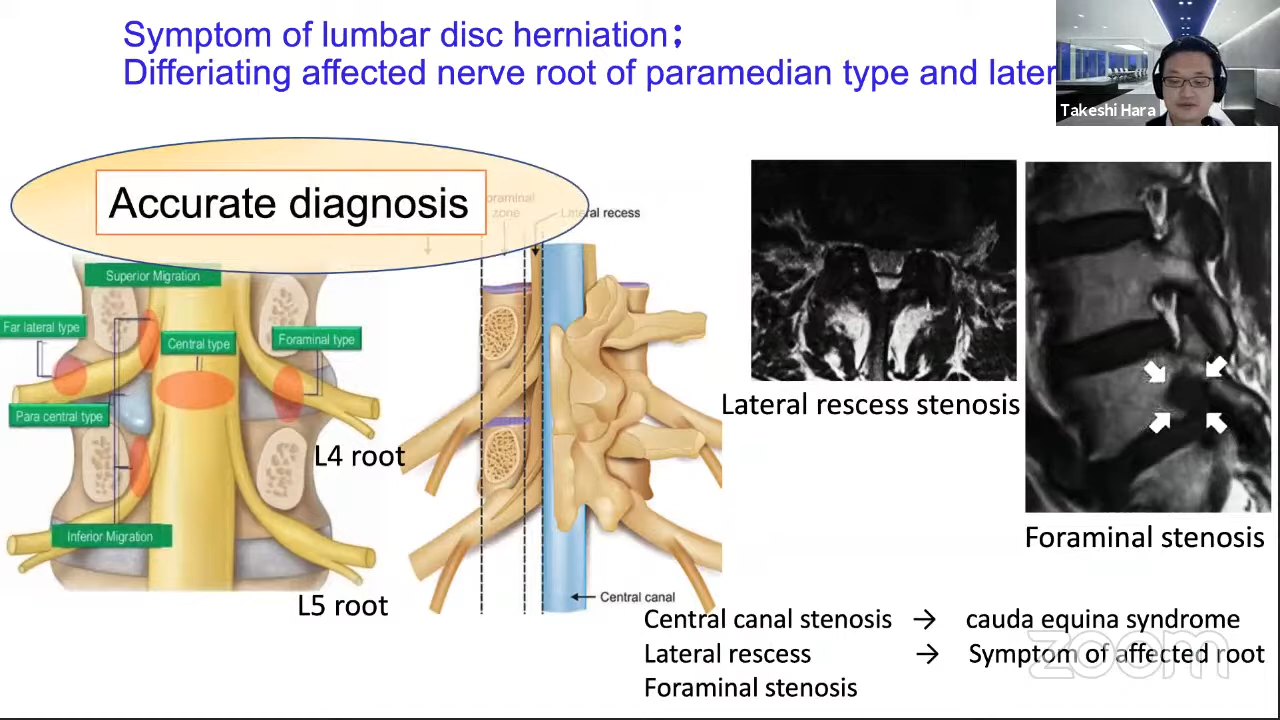 Symptom of lumbar disc herniation;
Differiating affected nerve root of paramedian type and later
Takeshi Hara
Accurate diagnosis
zone
Lateral recess
Superior Migration
Far lateral type
Central type
Foraminal type
Para central type
L4 root
Inferior Migration
L5 root
Central canal
Lateral rescess stenosis
Foraminal stenosis
Central canal stenosis → cauda equina syndrome
Lateral rescess → Symptom of affected root
Foraminal stenosis
zoom